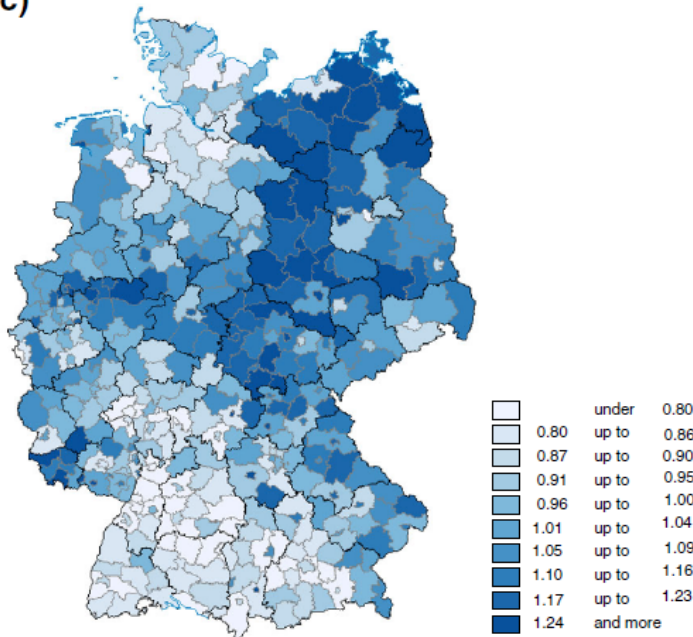 c)
under 0.80
0.80 up to 0.86
0.87 up to 0.90
0.91 up to 0.95
0.96 up to 1.00
1.01 up to 1.04
1.05 up to 1.09
1.10 up to 1.16
1.17 up to 1.23
1.24 and more